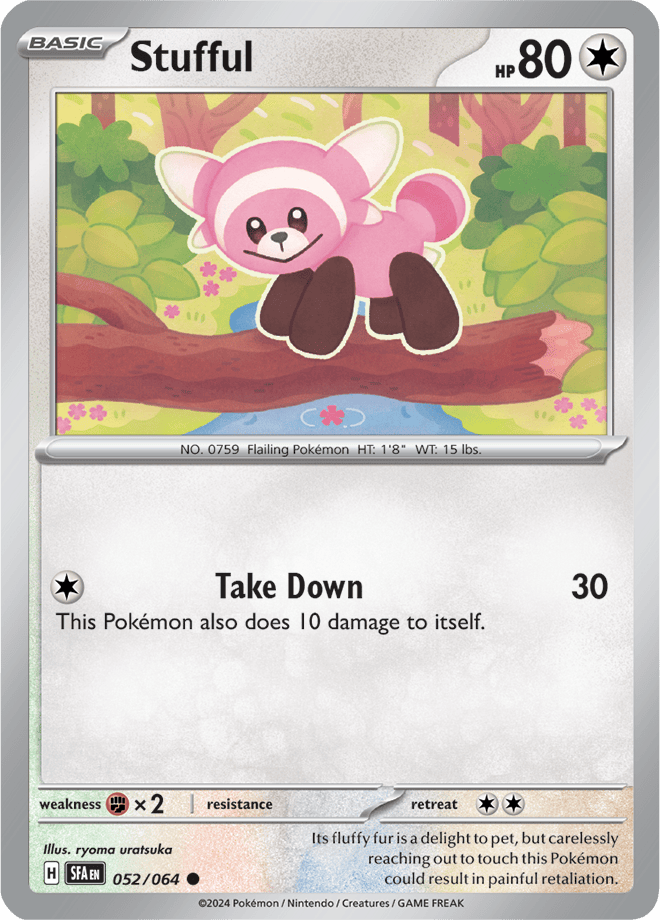 BASIC
Stufful
HP 80
NO. 0759 Flailing Pokémon HT: 1'8" WT: 15 lbs.
Take Down 30
This Pokémon also does 10 damage to itself.
weakness ×2 resistance retreat
Its fluffy fur is a delight to pet, but carelessly
reaching out to touch this Pokémon
could result in painful retaliation.
Illus. ryoma uratsuka
H SFA EN 052/064
©2024 Pokémon / Nintendo / Creatures / GAME FREAK